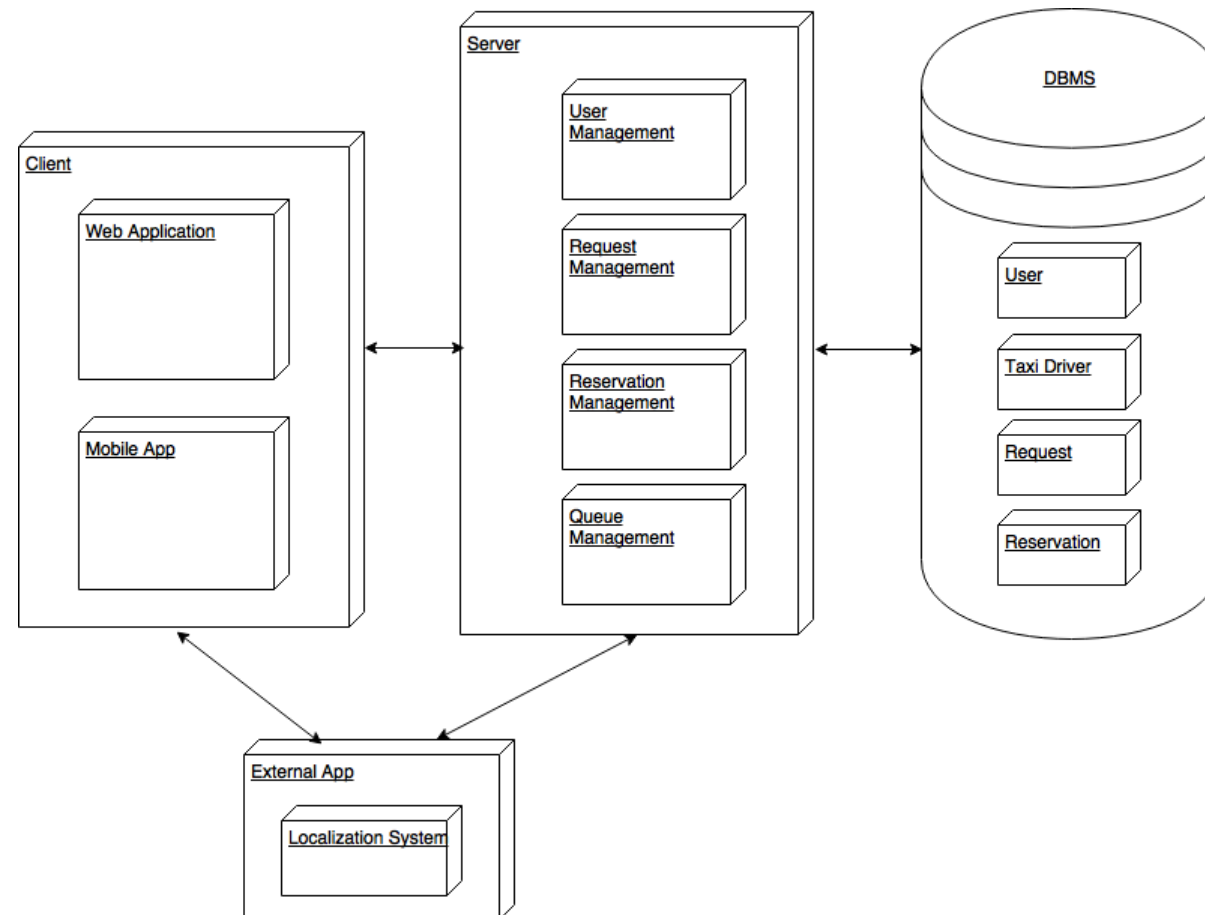 Client
Web Application
Mobile App
Server
User
Management
Request
Management
Reservation
Management
Queue
Management
DBMS
User
Taxi Driver
Request
Reservation
External App
Localization System